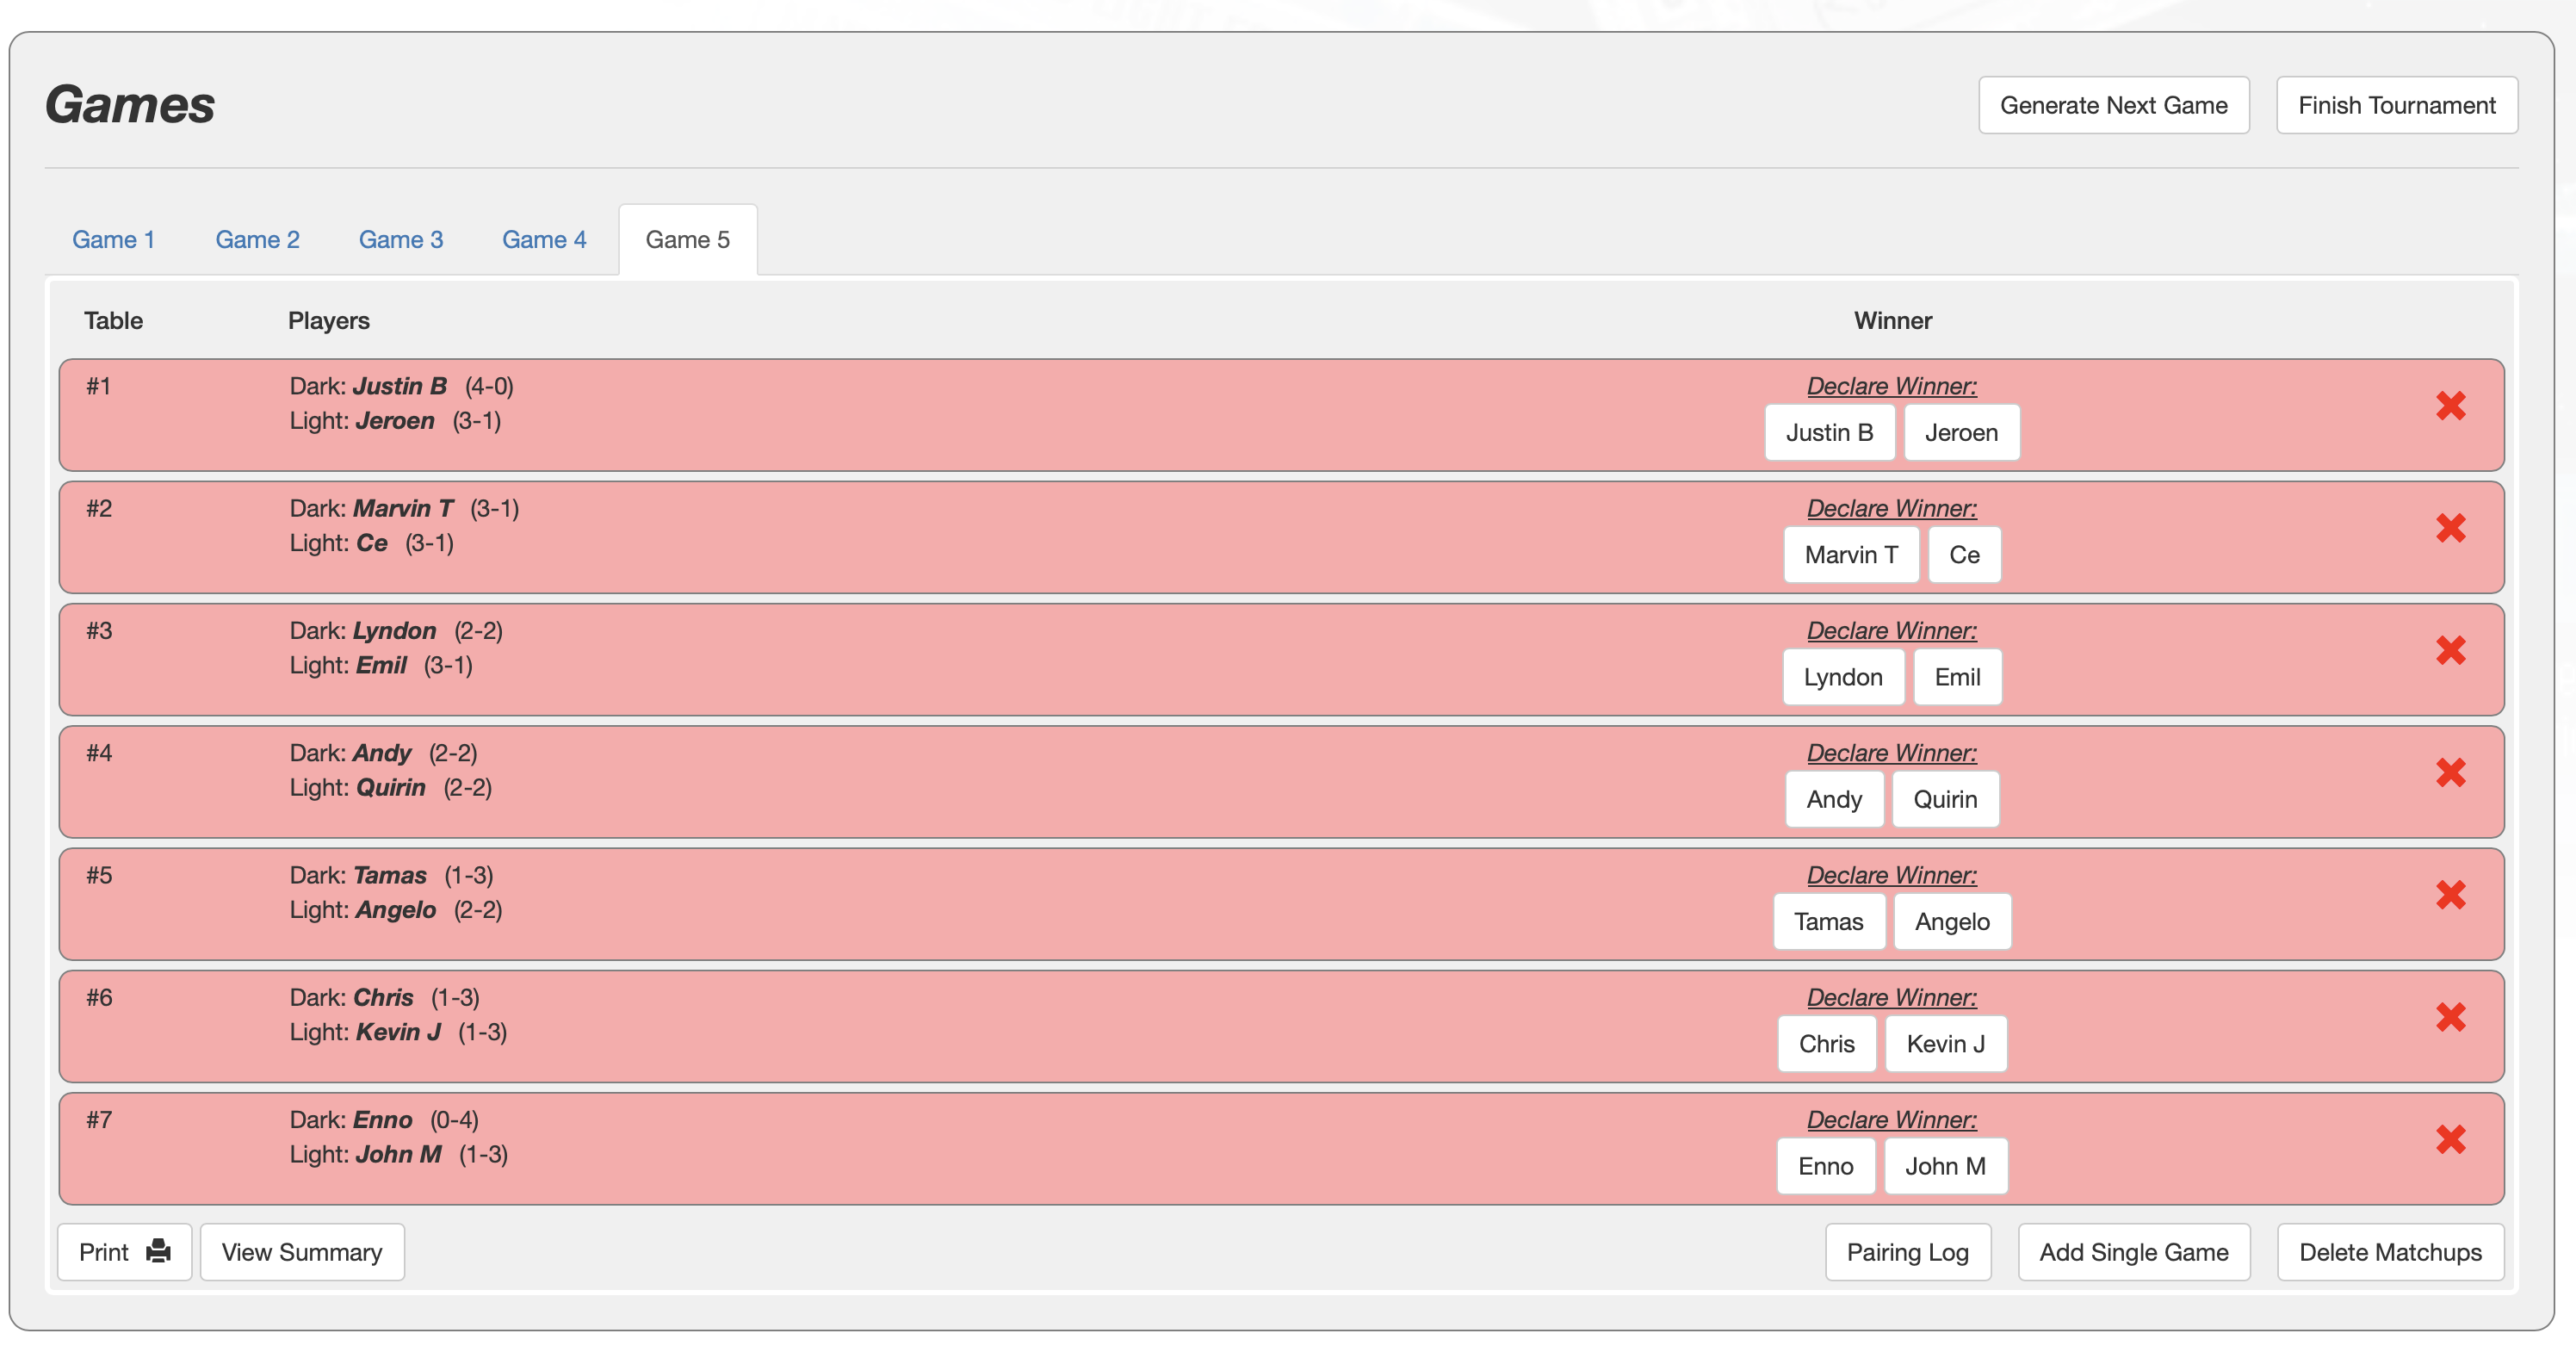 Games
Generate Next Game
Finish Tournament
Game 1
Game 2
Game 3
Game 4
Game 5
Table
Players
Winner
#1
Dark: Justin B (4-0)
Light: Jeroen (3-1)
Declare Winner:
Justin B
Jeroen
#2
Dark: Marvin T (3-1)
Light: Ce (3-1)
Declare Winner:
Marvin T
Ce
#3
Dark: Lyndon (2-2)
Light: Emil (3-1)
Declare Winner:
Lyndon
Emil
#4
Dark: Andy (2-2)
Light: Quirin (2-2)
Declare Winner:
Andy
Quirin
#5
Dark: Tamas (1-3)
Light: Angelo (2-2)
Declare Winner:
Tamas
Angelo
#6
Dark: Chris (1-3)
Light: Kevin J (1-3)
Declare Winner:
Chris
Kevin J
#7
Dark: Enno (0-4)
Light: John M (1-3)
Declare Winner:
Enno
John M
Print
View Summary
Pairing Log
Add Single Game
Delete Matchups